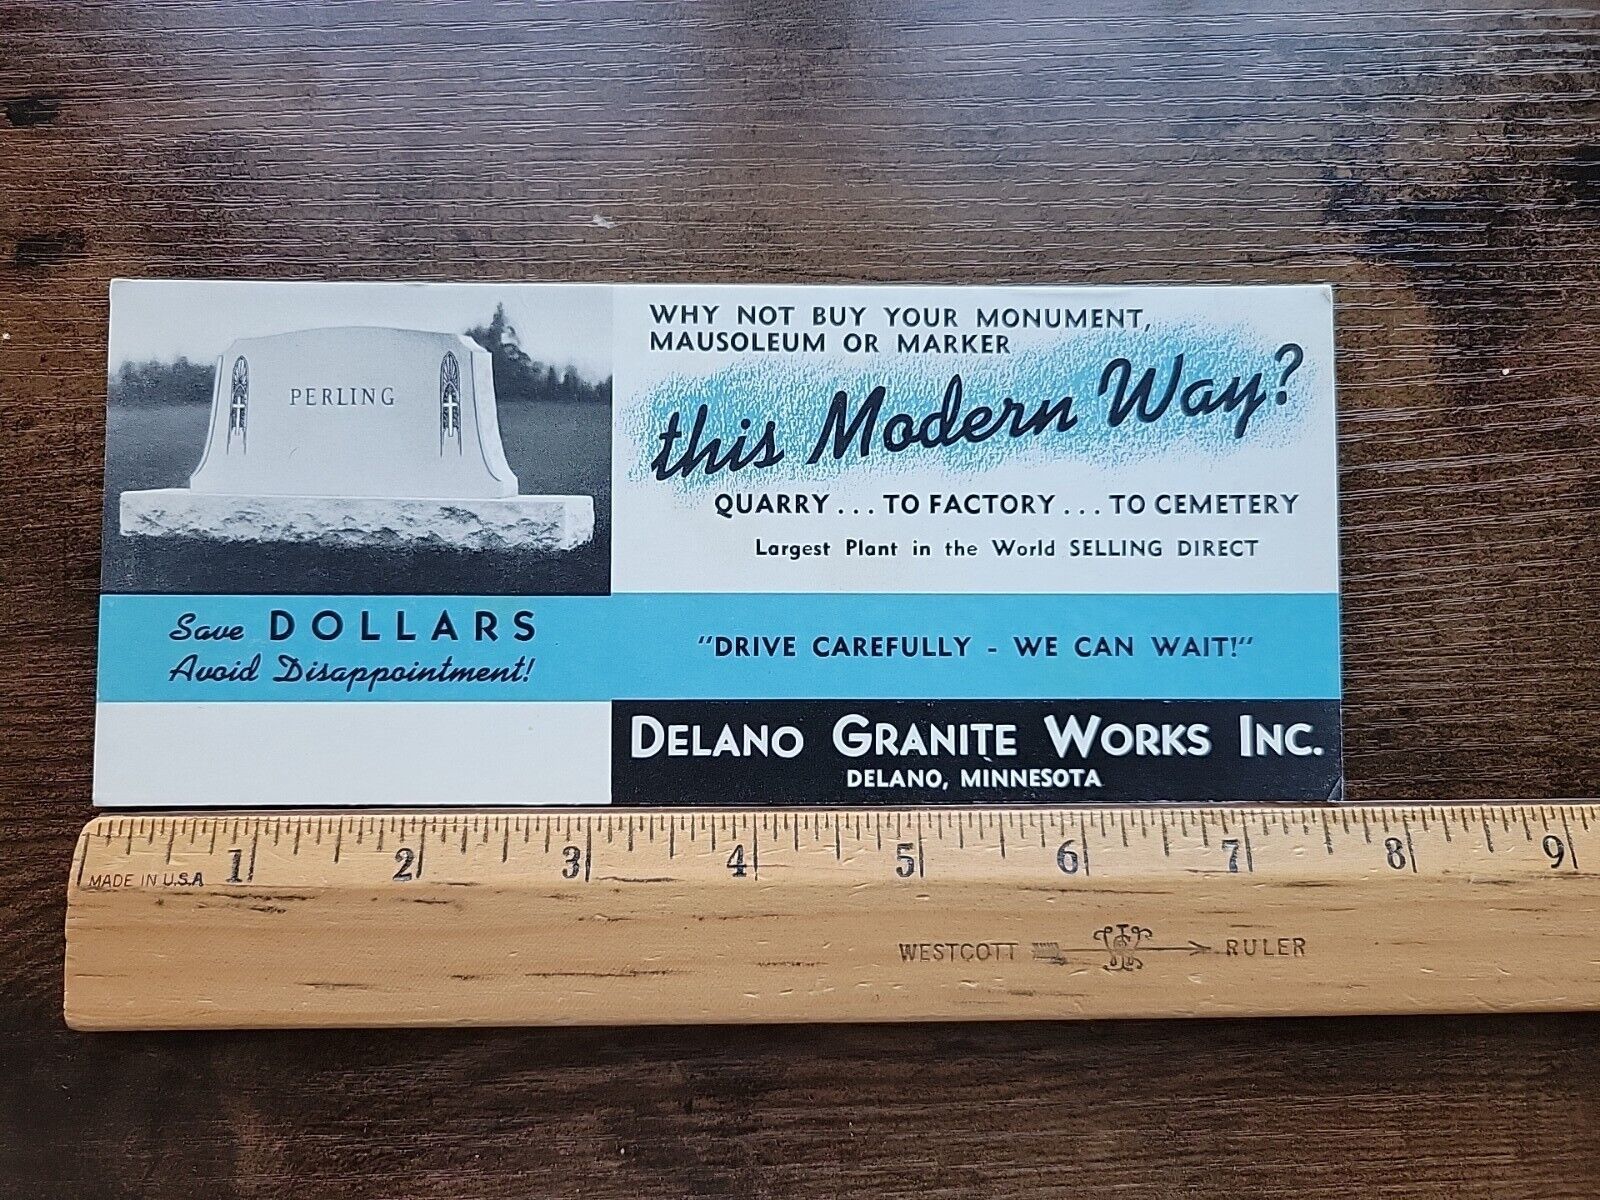 PERLING
WHY NOT BUY YOUR MONUMENT,
MAUSOLEUM OR MARKER
this Modern Way?
QUARRY ... TO FACTORY ... TO CEMETERY
Largest Plant in the World SELLING DIRECT
Save DOLLARS
Avoid Disappointment!
"DRIVE CAREFULLY - WE CAN WAIT!"
DELANO GRANITE WORKS INC.
DELANO, MINNESOTA
1 2 3 4 5 6 7 8 9
MADE IN U.S.A
WESTCOTT RULER